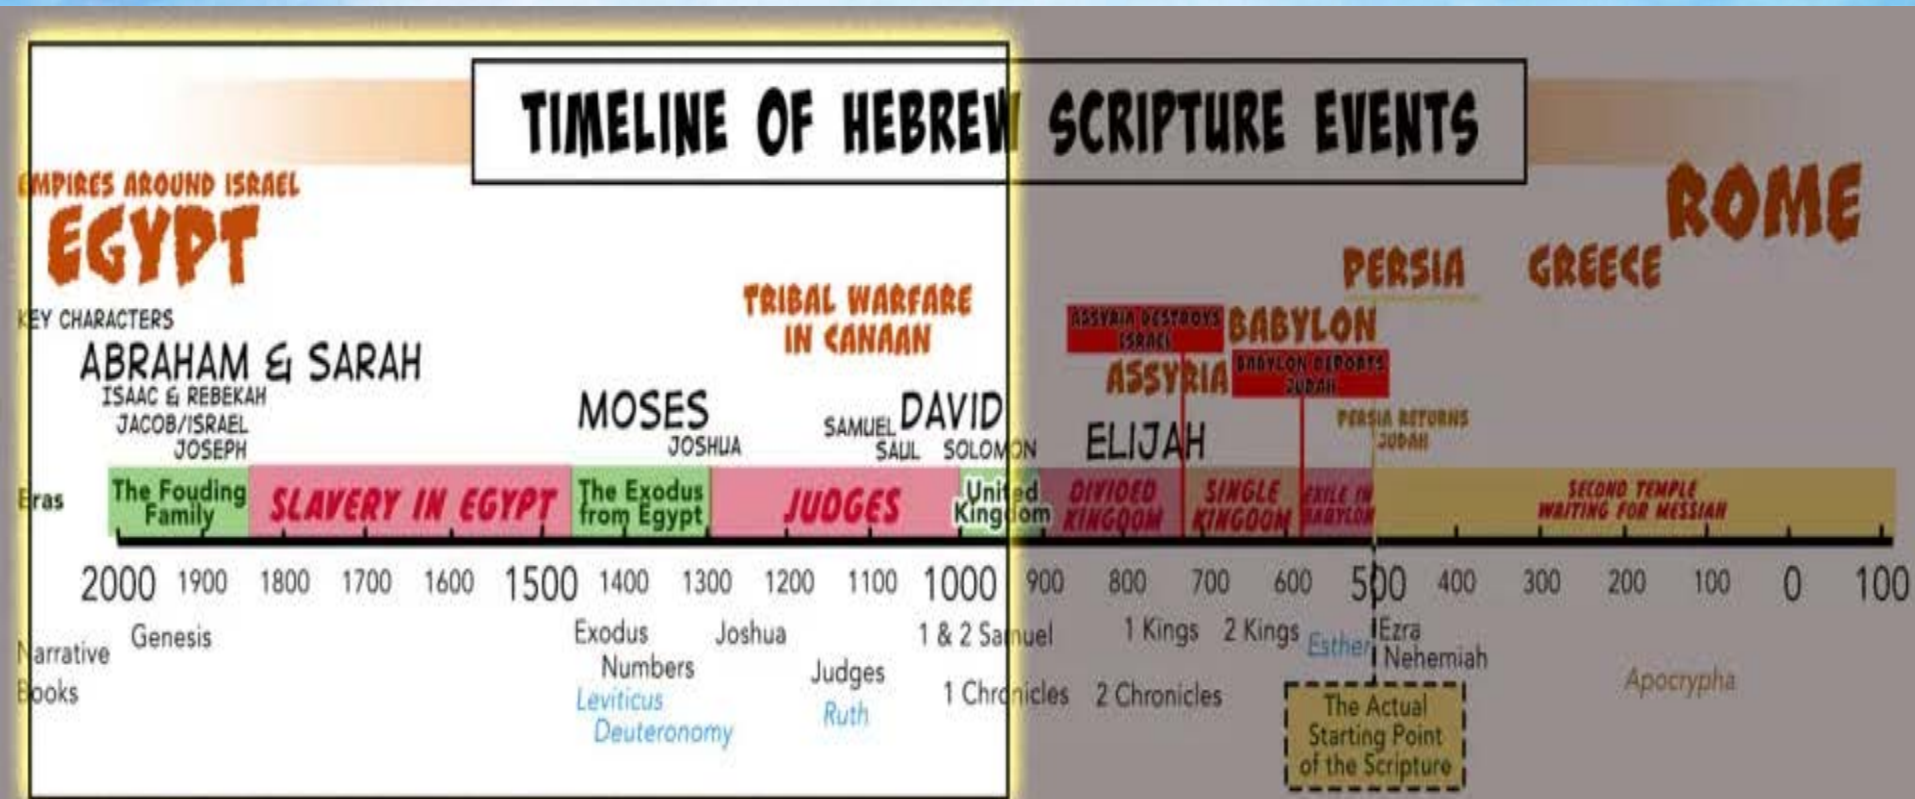 TIMELINE OF HEBREW SCRIPTURE EVENTS
EMPIRES AROUND ISRAEL
EGYPT
TRIBAL WARFARE
IN CANAAN
ASSYRIA DESTROYS
ISRAEL
ASSYRIA
BABYLON
BABYLON DEPORTS
JUDAH
PERSIA
GREECE
ROME
PERSIA RETURNS
JUDAH
KEY CHARACTERS
ABRAHAM & SARAH
ISAAC & REBEKAH
JACOB/ISRAEL
JOSEPH
MOSES
JOSHUA
SAMUEL
SAUL
DAVID
SOLOMON
ELIJAH
Eras
The Fouding
Family
SLAVERY IN EGYPT
The Exodus
from Egypt
JUDGES
United
Kingdom
DIVIDED
KINGDOM
SINGLE
KINGDOM
EXILE IN
BABYLON
SECOND TEMPLE
WAITING FOR MESSIAH
2000 1900 1800 1700 1600 1500 1400 1300 1200 1100 1000 900 800 700 600 500 400 300 200 100 0 100
Narrative
Books
Genesis
Exodus
Numbers
Leviticus
Deuteronomy
Joshua
Judges
Ruth
1 & 2 Samuel
1 Chronicles
1 Kings
2 Kings
2 Chronicles
Esther
Ezra
Nehemiah
Apocrypha
The Actual
Starting Point
of the Scripture